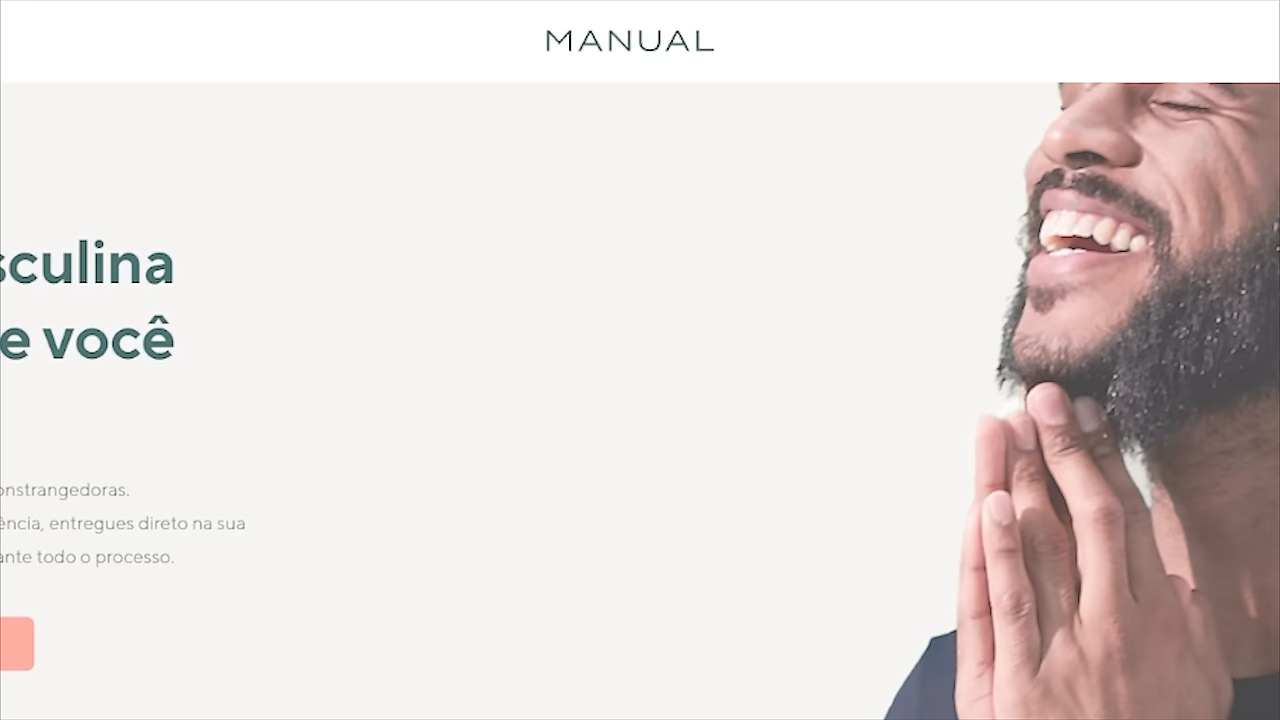 MANUAL
sculina
e você
onstrangedoras.
ência, entregues direto na sua
ante todo o processo.